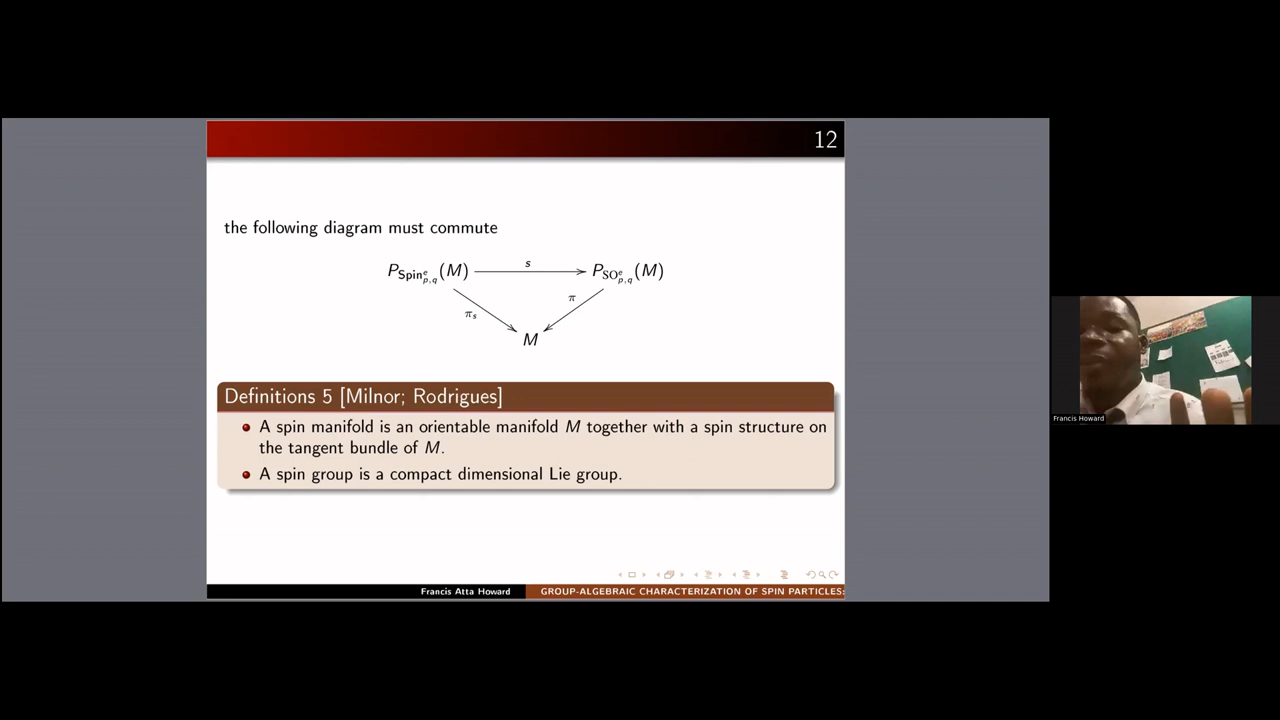 12
the following diagram must commute
P_{Spin^e_{p,q}}(M) s P_{SO^e_{p,q}}(M)
π_s π
M
Definitions 5 [Milnor; Rodrigues]
A spin manifold is an orientable manifold M together with a spin structure on
the tangent bundle of M.
A spin group is a compact dimensional Lie group.
Francis Atta Howard GROUP-ALGEBRAIC CHARACTERIZATION OF SPIN PARTICLES:
Francis Howard